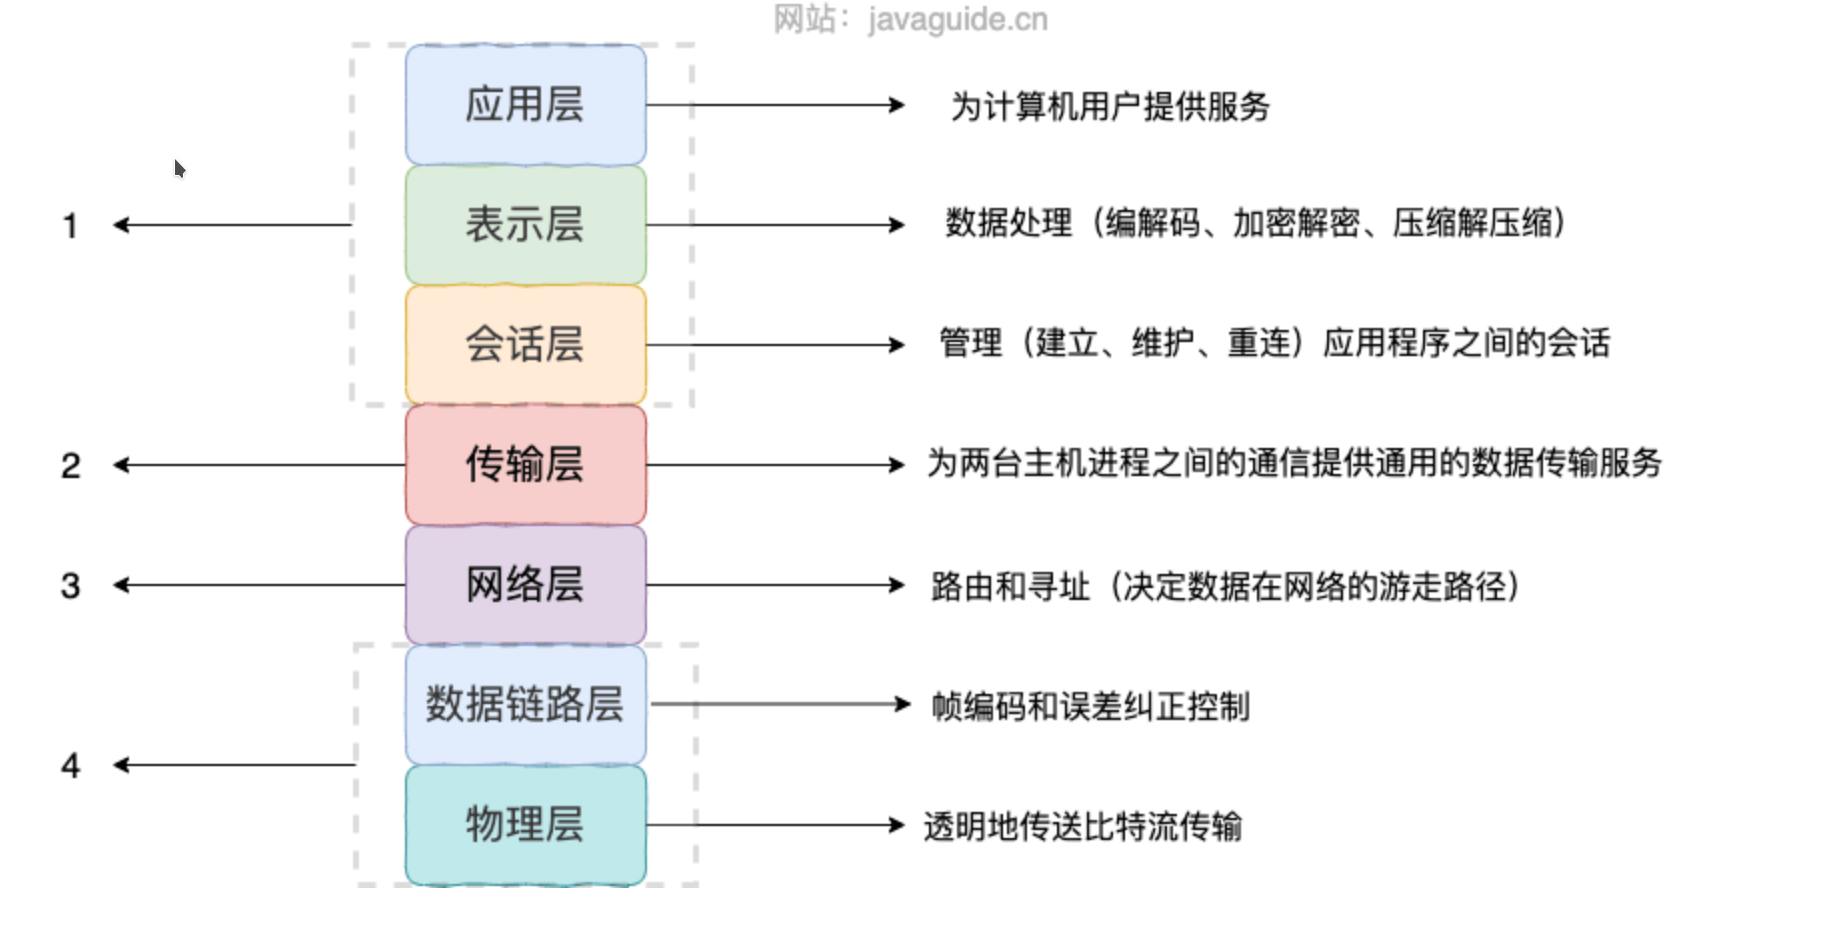 网站：javaguide.cn
应用层
为计算机用户提供服务
1
表示层
数据处理（编解码、加密解密、压缩解压缩）
会话层
管理（建立、维护、重连）应用程序之间的会话
2
传输层
为两台主机进程之间的通信提供通用的数据传输服务
3
网络层
路由和寻址（决定数据在网络的游走路径）
数据链路层
帧编码和误差纠正控制
4
物理层
透明地传送比特流传输